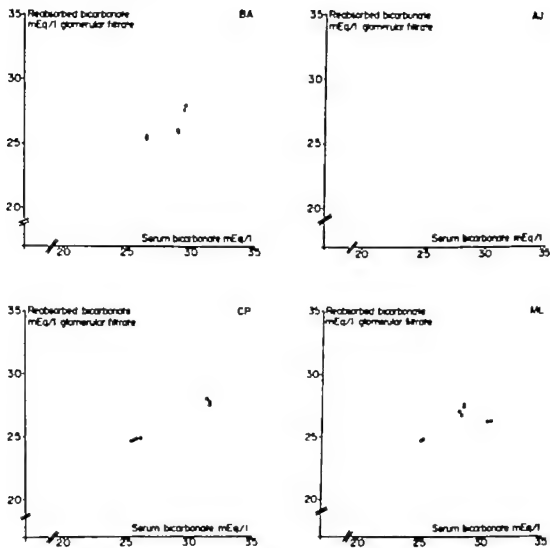 35 Reabsorbed bicarbonate BA
mEq/l glomerular filtrate
30
25
20
Serum bicarbonate mEq/l
20 25 30 35
35 Reabsorbed bicarbonate AJ
mEq/l glomerular filtrate
30
25
20
Serum bicarbonate mEq/l
20 25 30 35
35 Reabsorbed bicarbonate CP
mEq/l glomerular filtrate
30
25
20
Serum bicarbonate mEq/l
20 25 30 35
35 Reabsorbed bicarbonate ML
mEq/l glomerular filtrate
30
25
20
Serum bicarbonate mEq/l
20 25 30 35